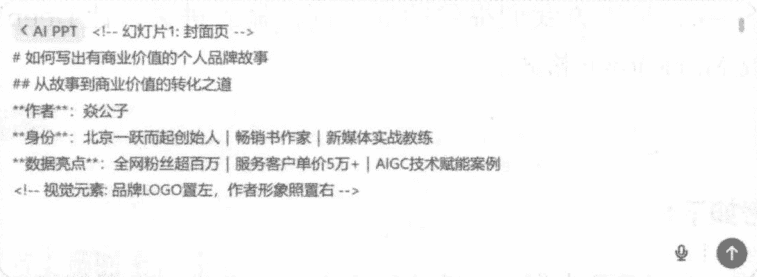 < AI PPT <!-- 幻灯片1: 封面页 -->
# 如何写出有商业价值的个人品牌故事
## 从故事到商业价值的转化之道
**作者**：焱公子
**身份**：北京一跃而起创始人｜畅销书作家｜新媒体实战教练
**数据亮点**：全网粉丝超百万｜服务客户单价5万+｜AIGC技术赋能案例
<!-- 视觉元素: 品牌LOGO置左，作者形象照置右 -->